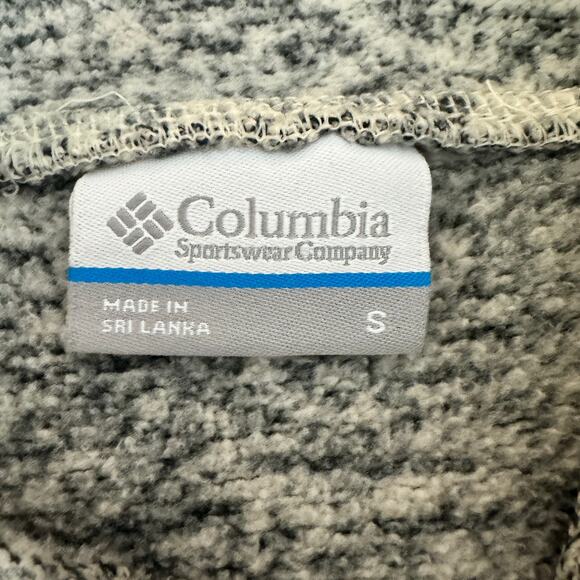 Columbia
Sportswear Company
MADE IN
SRI LANKA
S